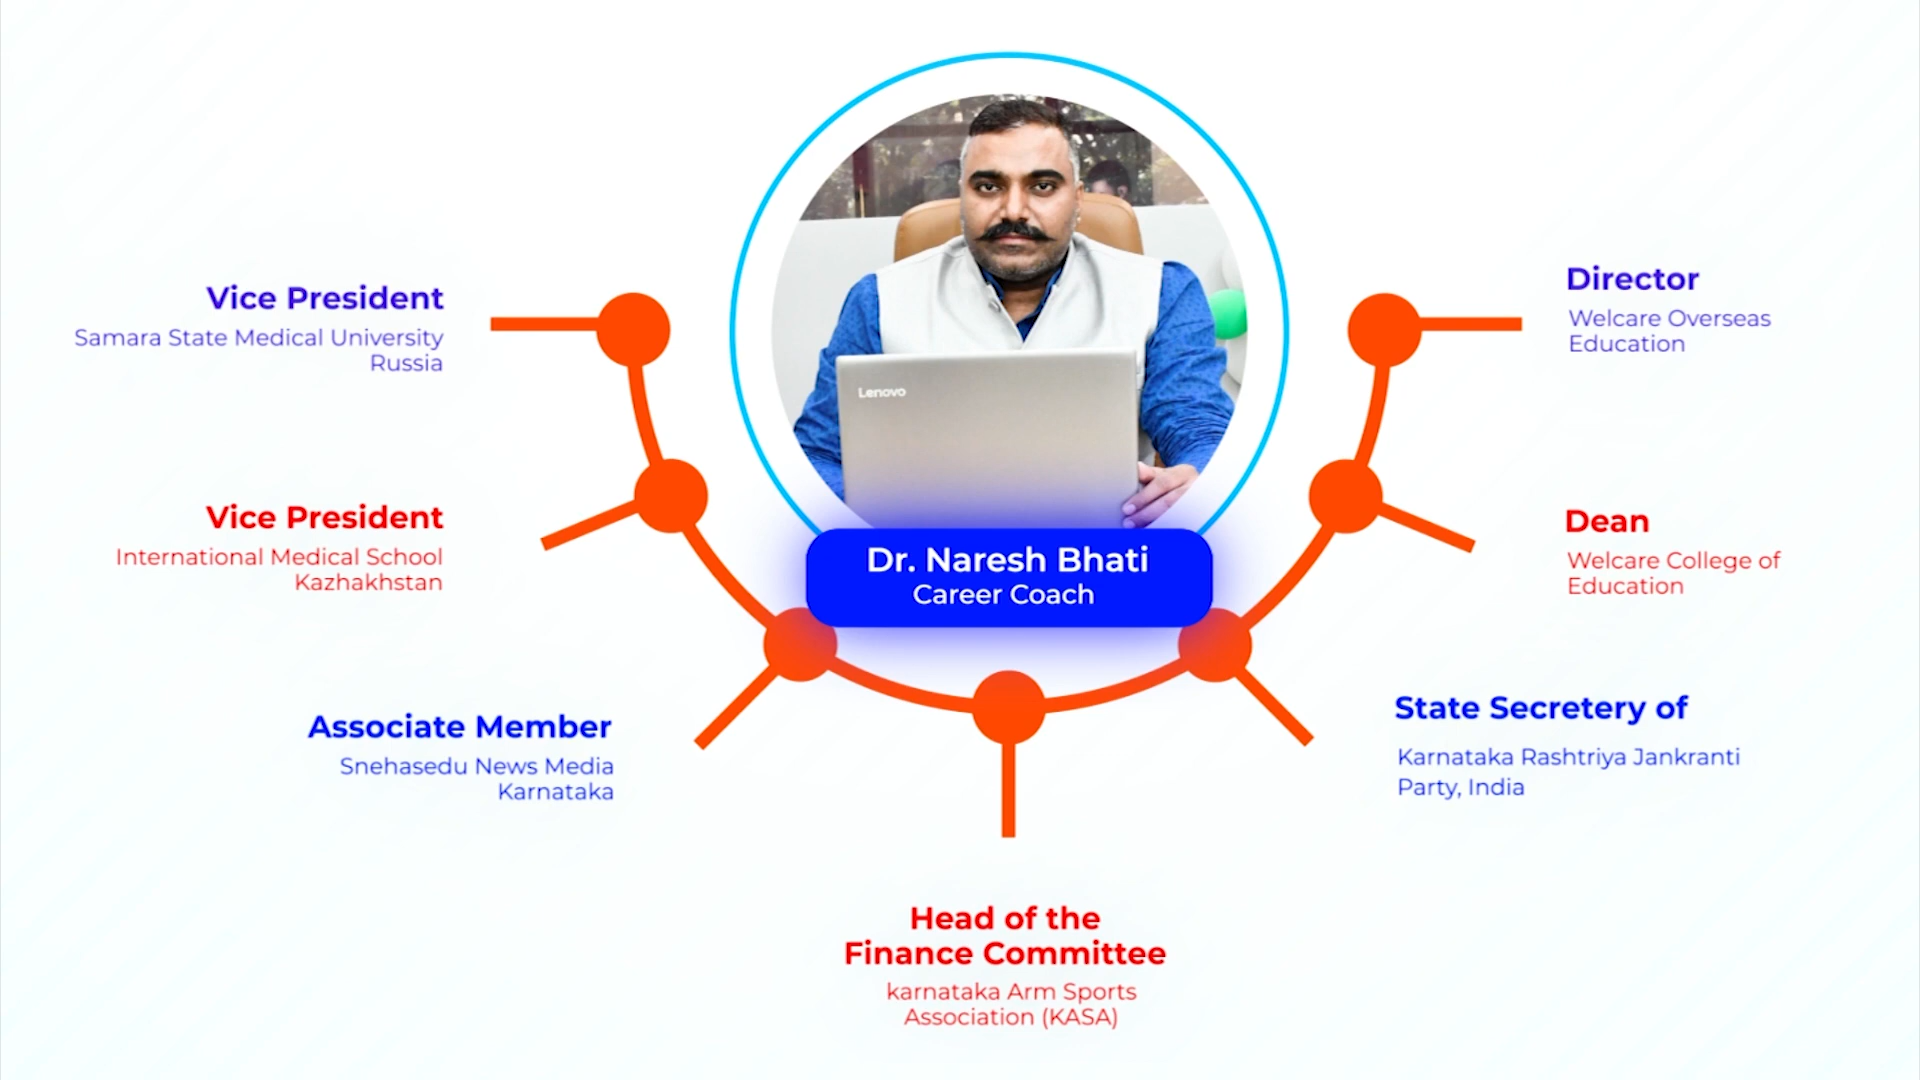 Lenovo
Dr. Naresh Bhati
Career Coach
Vice President
Samara State Medical University
Russia
Vice President
International Medical School
Kazhakhstan
Associate Member
Snehasedu News Media
Karnataka
Head of the
Finance Committee
karnataka Arm Sports
Association (KASA)
State Secretery of
Karnataka Rashtriya Jankranti
Party, India
Dean
Welcare College of
Education
Director
Welcare Overseas
Education